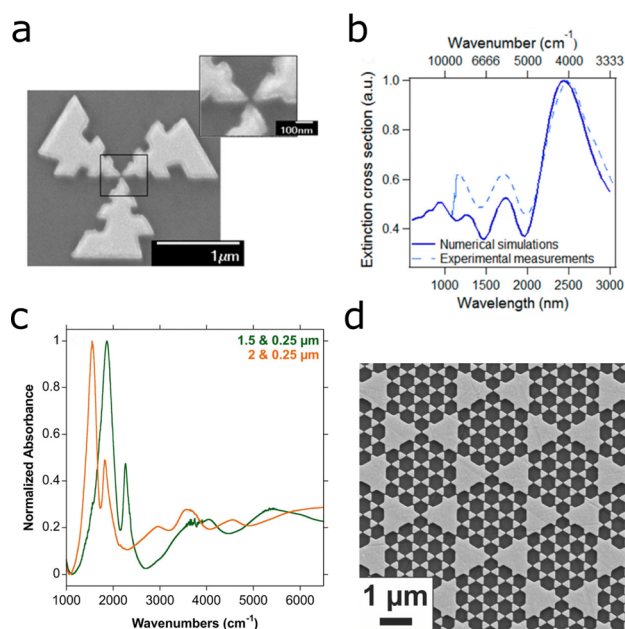 a
100nm
1µm
b
Wavenumber (cm-1)
10000 6666 5000 4000 3333
Extinction cross section (a.u.)
1.0
0.8
0.6
0.4
Numerical simulations
Experimental measurements
1000 1500 2000 2500 3000
Wavelength (nm)
c
1.5 & 0.25 µm
2 & 0.25 µm
Normalized Absorbance
1
0.8
0.6
0.4
0.2
0
1000 2000 3000 4000 5000 6000
Wavenumbers (cm-1)
d
1 µm